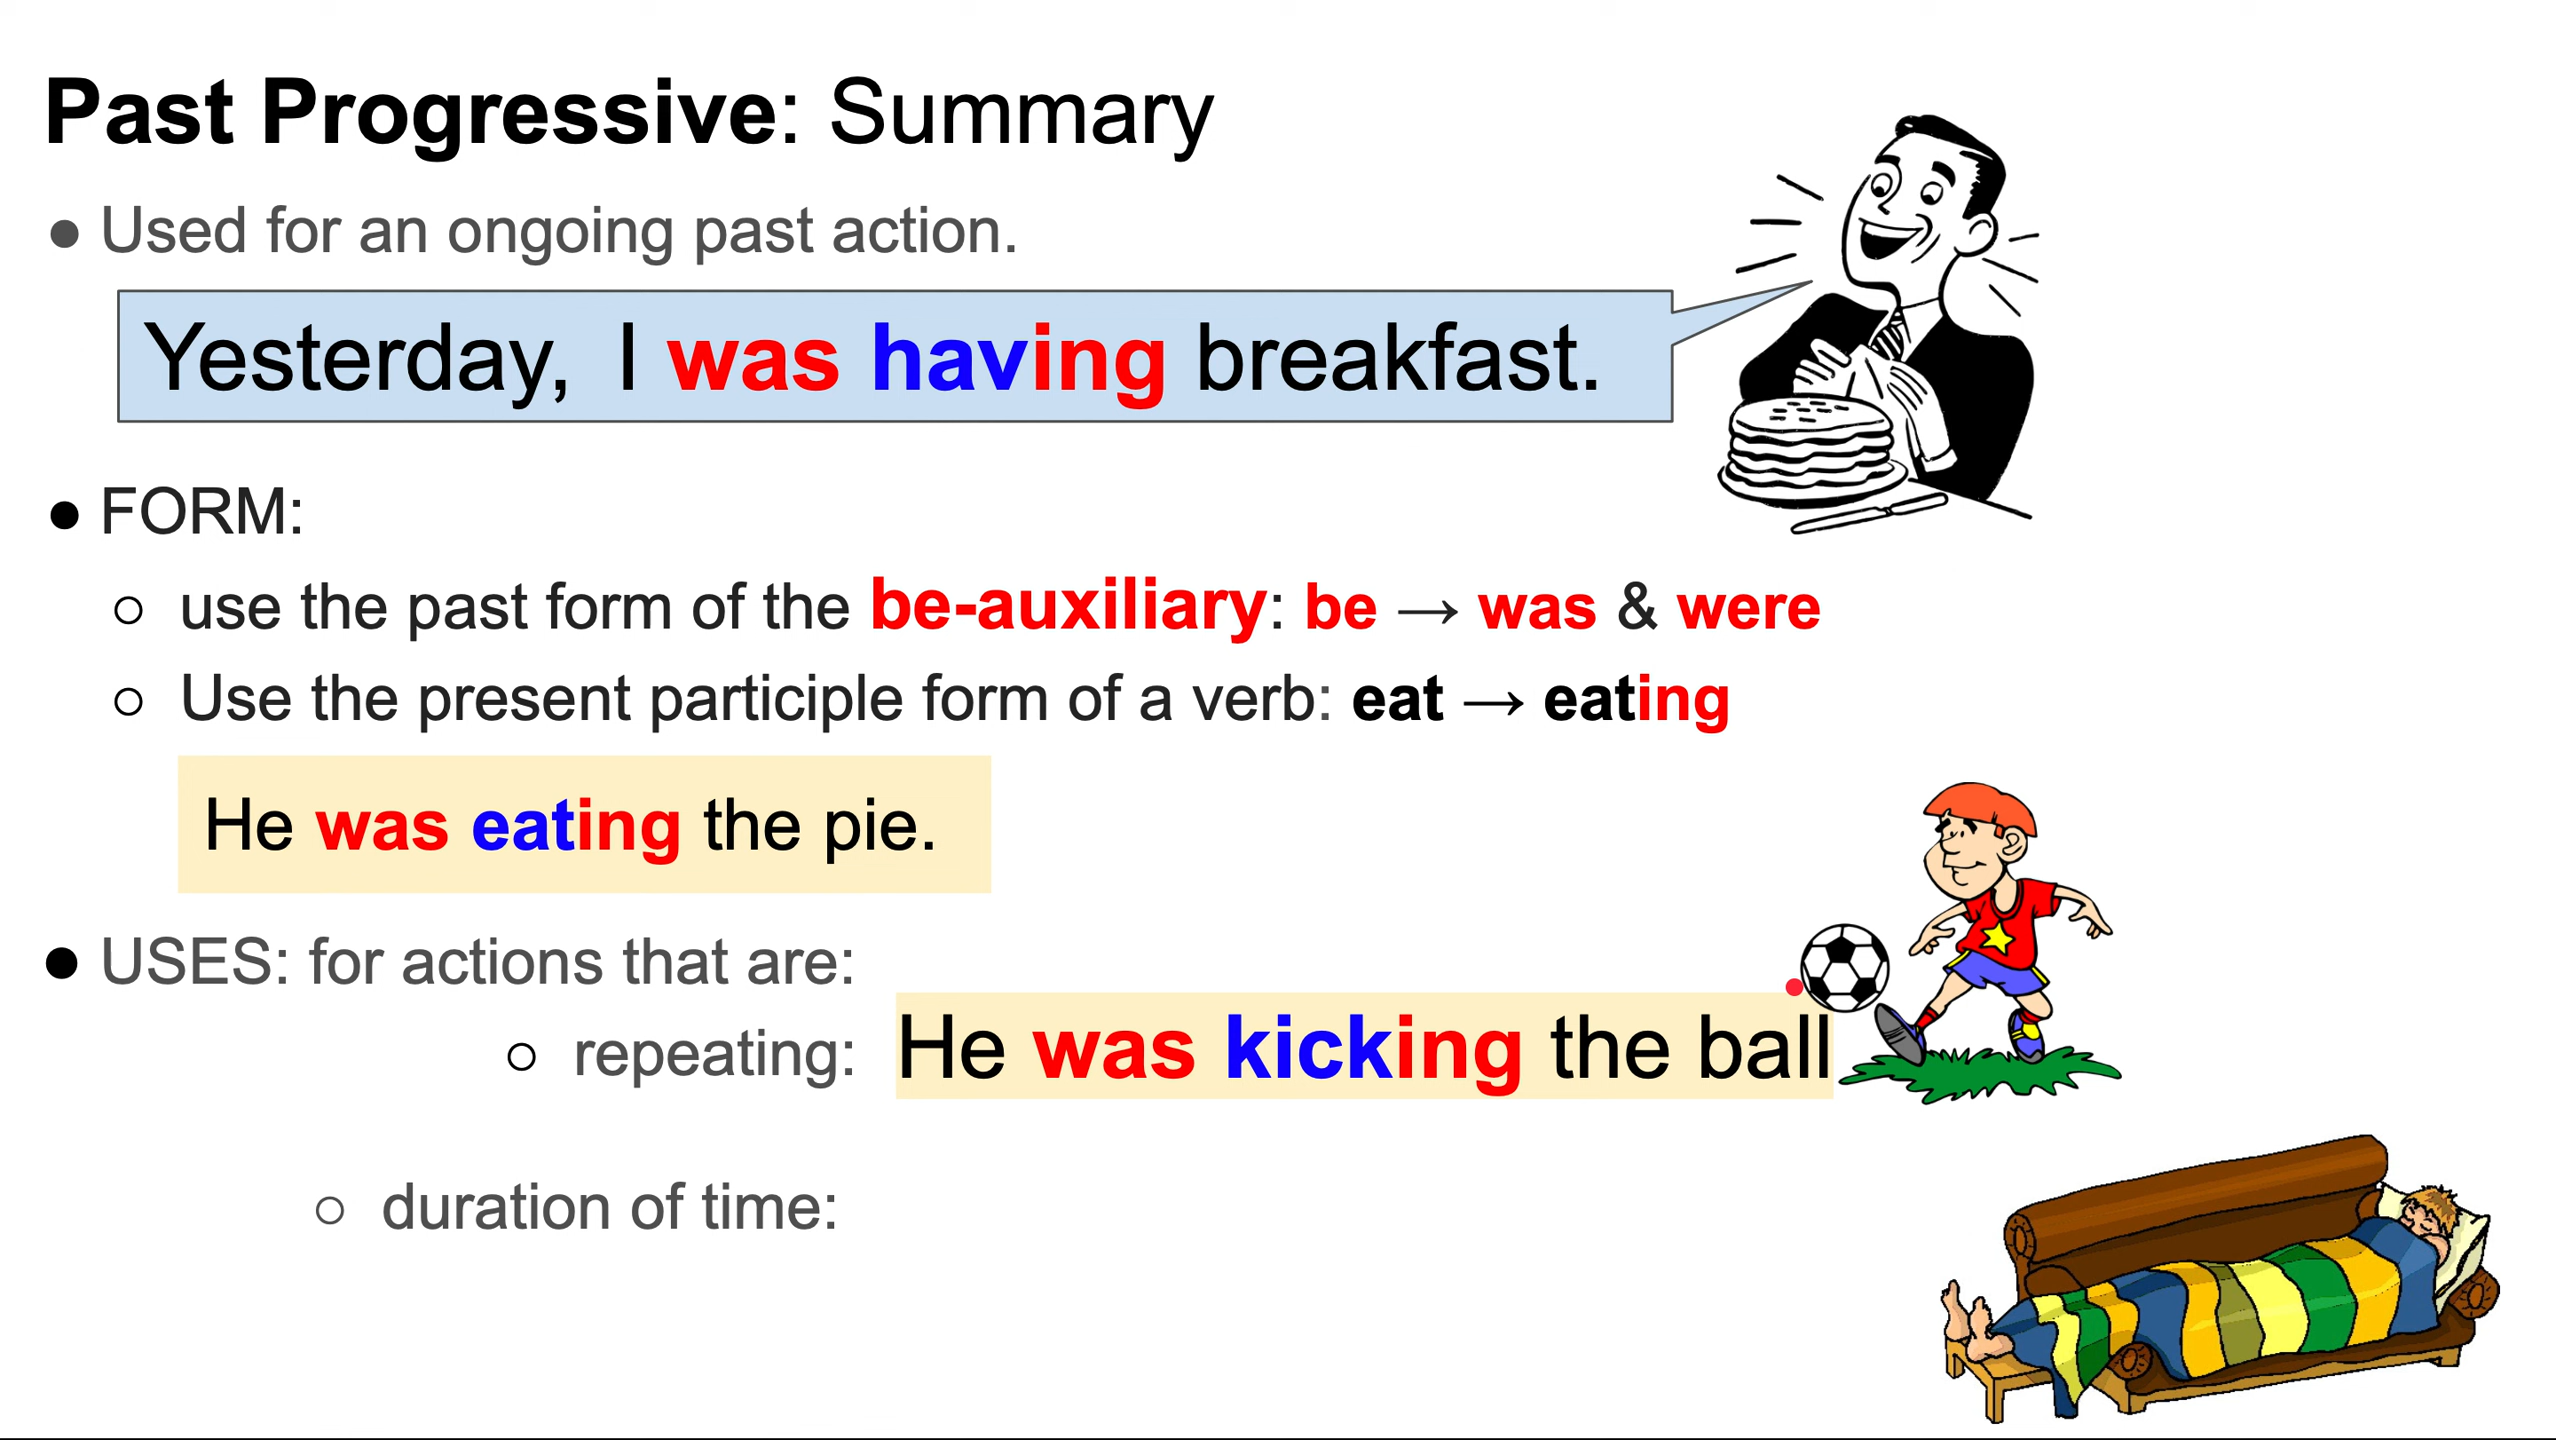 Past Progressive: Summary
● Used for an ongoing past action.
Yesterday, I was having breakfast.
● FORM:
○ use the past form of the be-auxiliary: be → was & were
○ Use the present participle form of a verb: eat → eating
He was eating the pie.
● USES: for actions that are:
○ repeating: He was kicking the ball
○ duration of time: